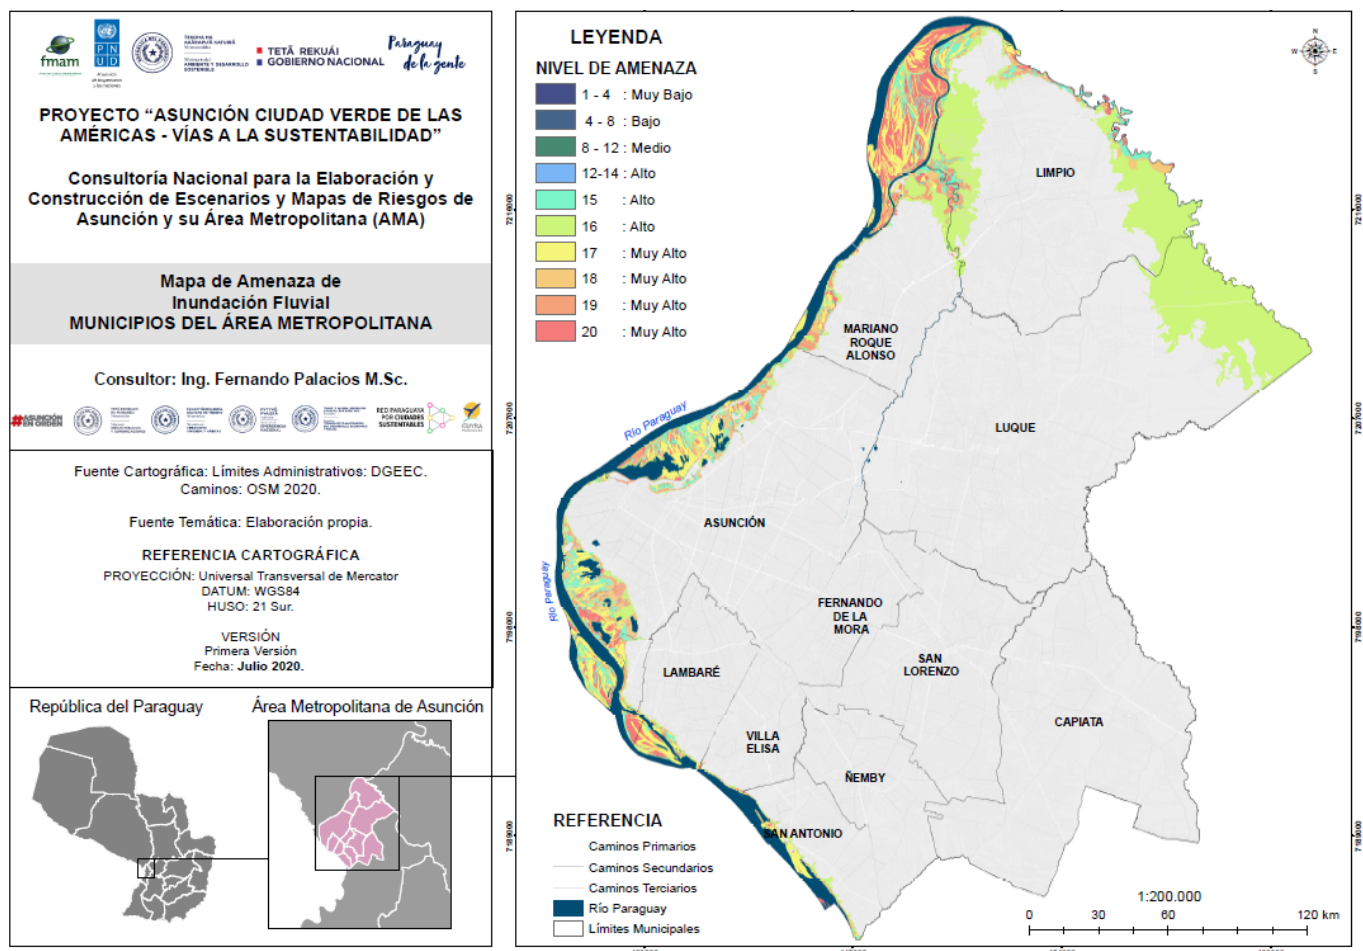 fmam
P N
U D
TETÃ REKUÁI
GOBIERNO NACIONAL
Paraguay
de la gente
PROYECTO “ASUNCIÓN CIUDAD VERDE DE LAS
AMÉRICAS - VÍAS A LA SUSTENTABILIDAD”
Consultoría Nacional para la Elaboración y
Construcción de Escenarios y Mapas de Riesgos de
Asunción y su Área Metropolitana (AMA)
Mapa de Amenaza de
Inundación Fluvial
MUNICIPIOS DEL ÁREA METROPOLITANA
Consultor: Ing. Fernando Palacios M.Sc.
#ASUNCIÓN
EN ORDEN
RED PARAGUAYA
POR CIUDADES
SUSTENTABLES
GUYRA
Fuente Cartográfica: Límites Administrativos: DGEEC.
Caminos: OSM 2020.
Fuente Temática: Elaboración propia.
REFERENCIA CARTOGRÁFICA
PROYECCIÓN: Universal Transversal de Mercator
DATUM: WGS84
HUSO: 21 Sur.
VERSIÓN
Primera Versión
Fecha: Julio 2020.
República del Paraguay
Área Metropolitana de Asunción
LEYENDA
NIVEL DE AMENAZA
1 - 4 : Muy Bajo
4 - 8 : Bajo
8 - 12 : Medio
12-14 : Alto
15 : Alto
16 : Alto
17 : Muy Alto
18 : Muy Alto
19 : Muy Alto
20 : Muy Alto
N
W E
S
LIMPIO
MARIANO
ROQUE
ALONSO
LUQUE
Río Paraguay
ASUNCIÓN
Río Paraguay
FERNANDO
DE LA
MORA
SAN
LORENZO
LAMBARÉ
CAPIATA
VILLA
ELISA
ÑEMBY
SAN ANTONIO
7216000
7207000
7198000
7189000
7216000
7207000
7198000
7189000
REFERENCIA
Caminos Primarios
Caminos Secundarios
Caminos Terciarios
Río Paraguay
Límites Municipales
1:200.000
0 30 60 120 km